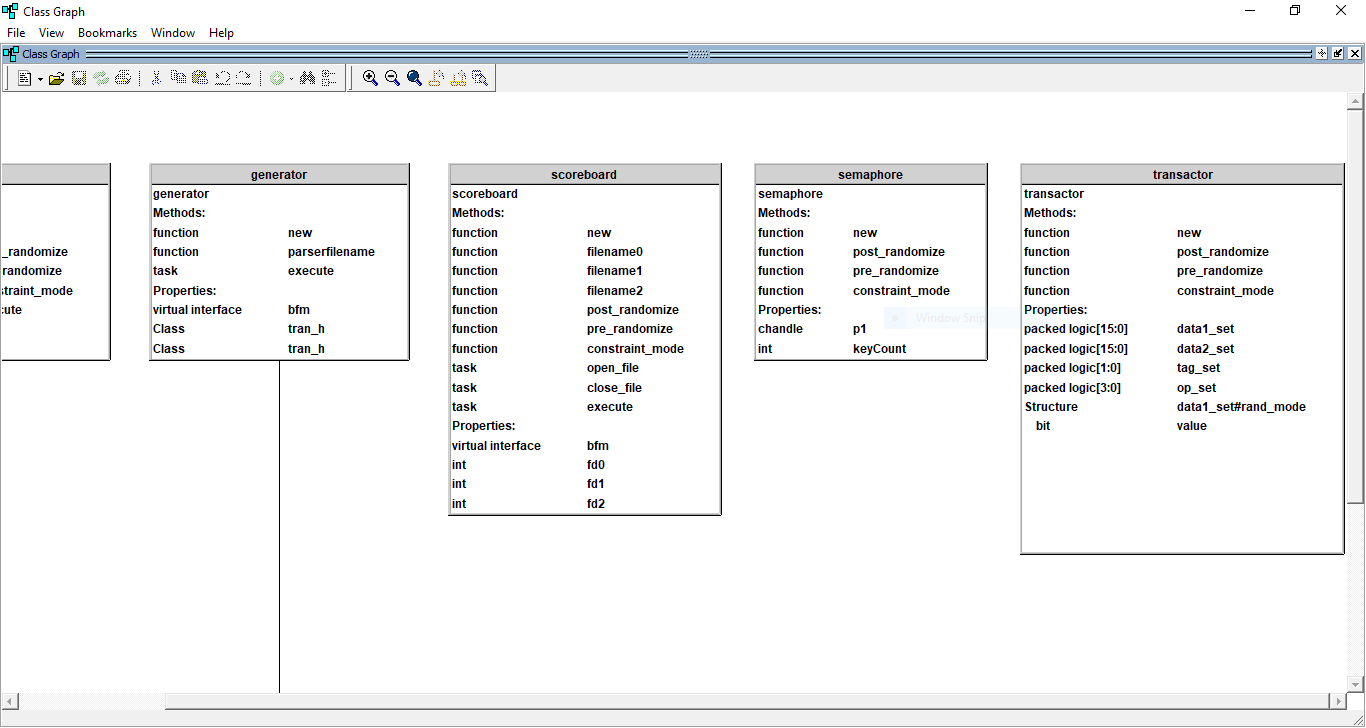 Class Graph
File View Bookmarks Window Help
Class Graph
_randomize
randomize
straint_mode
cute
generator
generator
Methods:
function new
function parserfilename
task execute
Properties:
virtual interface bfm
Class tran_h
Class tran_h
scoreboard
scoreboard
Methods:
function new
function filename0
function filename1
function filename2
function post_randomize
function pre_randomize
function constraint_mode
task open_file
task close_file
task execute
Properties:
virtual interface bfm
int fd0
int fd1
int fd2
semaphore
semaphore
Methods:
function new
function post_randomize
function pre_randomize
function constraint_mode
Properties:
chandle p1
int keyCount
Window Snip
transactor
transactor
Methods:
function new
function post_randomize
function pre_randomize
function constraint_mode
Properties:
packed logic[15:0] data1_set
packed logic[15:0] data2_set
packed logic[1:0] tag_set
packed logic[3:0] op_set
Structure data1_set#rand_mode
bit value